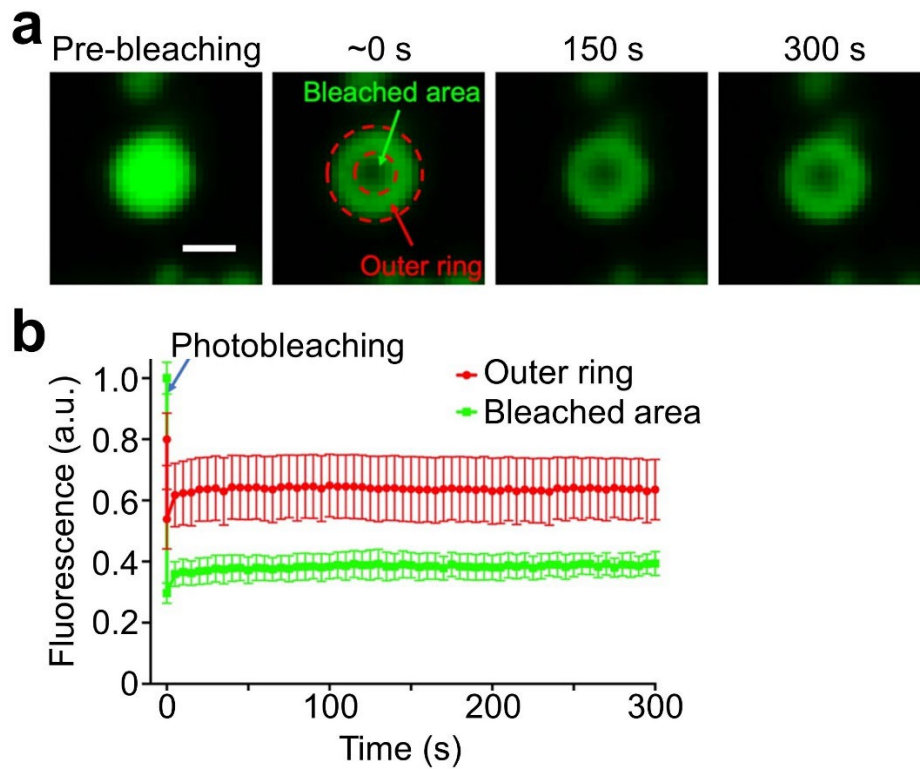 a
Pre-bleaching
~0 s
150 s
300 s
Bleached area
Outer ring
b
Photobleaching
Outer ring
Bleached area
Fluorescence (a.u.)
1.0
0.8
0.6
0.4
0.2
0
0
100
200
300
Time (s)